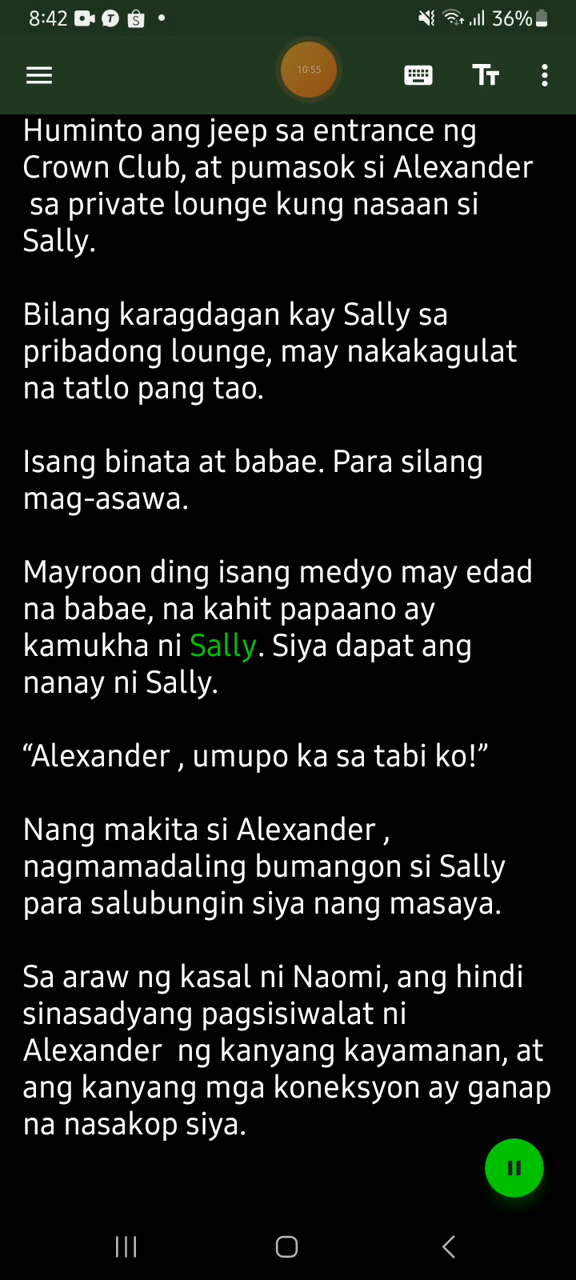 8:42
36%
10:55
Huminto ang jeep sa entrance ng
Crown Club, at pumasok si Alexander
sa private lounge kung nasaan si
Sally.
Bilang karagdagan kay Sally sa
pribadong lounge, may nakakagulat
na tatlo pang tao.
Isang binata at babae. Para silang
mag-asawa.
Mayroon ding isang medyo may edad
na babae, na kahit papaano ay
kamukha ni Sally. Siya dapat ang
nanay ni Sally.
“Alexander , umupo ka sa tabi ko!”
Nang makita si Alexander ,
nagmamadaling bumangon si Sally
para salubungin siya nang masaya.
Sa araw ng kasal ni Naomi, ang hindi
sinasadyang pagsisiwalat ni
Alexander  ng kanyang kayamanan, at
ang kanyang mga koneksyon ay ganap
na nasakop siya.